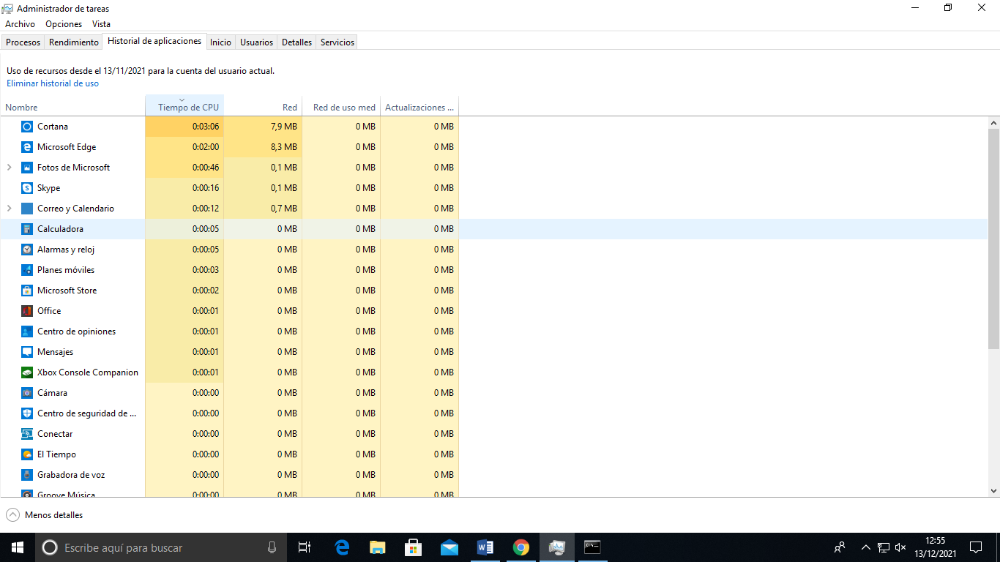 Administrador de tareas
Archivo Opciones Vista
Procesos Rendimiento Historial de aplicaciones Inicio Usuarios Detalles Servicios
Uso de recursos desde el 13/11/2021 para la cuenta del usuario actual.
Eliminar historial de uso
Nombre Tiempo de CPU Red Red de uso med Actualizaciones ...
Cortana 0:03:06 7,9 MB 0 MB 0 MB
Microsoft Edge 0:02:00 8,3 MB 0 MB 0 MB
Fotos de Microsoft 0:00:46 0,1 MB 0 MB 0 MB
Skype 0:00:16 0,1 MB 0 MB 0 MB
Correo y Calendario 0:00:12 0,7 MB 0 MB 0 MB
Calculadora 0:00:05 0 MB 0 MB 0 MB
Alarmas y reloj 0:00:05 0 MB 0 MB 0 MB
Planes móviles 0:00:03 0 MB 0 MB 0 MB
Microsoft Store 0:00:02 0 MB 0 MB 0 MB
Office 0:00:01 0 MB 0 MB 0 MB
Centro de opiniones 0:00:01 0 MB 0 MB 0 MB
Mensajes 0:00:01 0 MB 0 MB 0 MB
Xbox Console Companion 0:00:01 0 MB 0 MB 0 MB
Cámara 0:00:00 0 MB 0 MB 0 MB
Centro de seguridad de ... 0:00:00 0 MB 0 MB 0 MB
Conectar 0:00:00 0 MB 0 MB 0 MB
El Tiempo 0:00:00 0 MB 0 MB 0 MB
Grabadora de voz 0:00:00 0 MB 0 MB 0 MB
Groove Música 0:00:00 0 MB 0 MB 0 MB
Menos detalles
Escribe aquí para buscar
12:55
13/12/2021